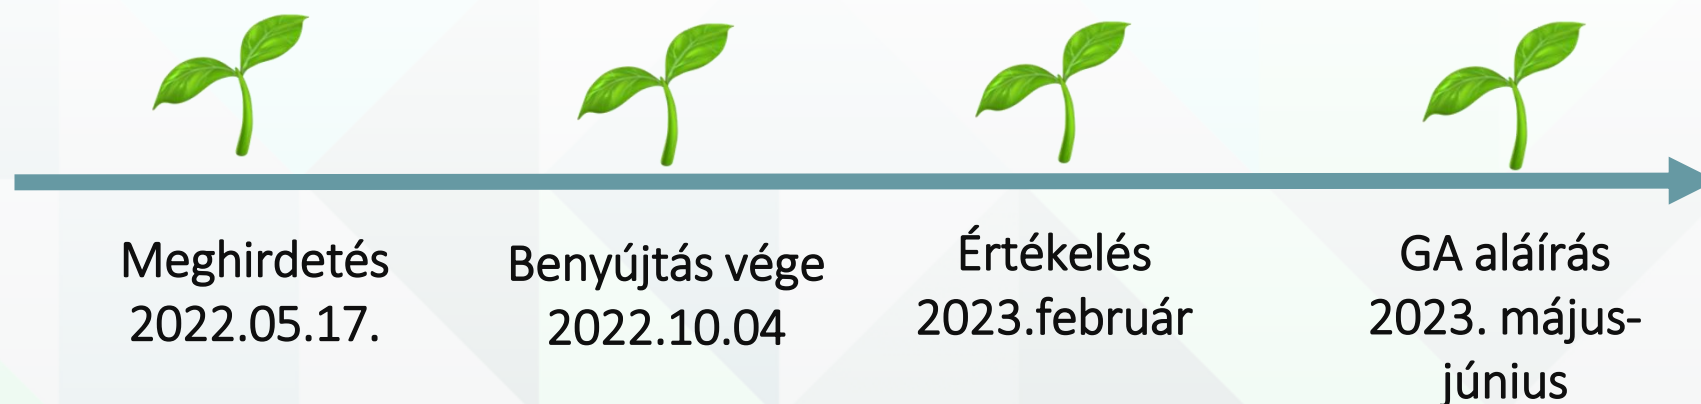 Meghirdetés
2022.05.17.
Benyújtás vége
2022.10.04
Értékelés
2023.február
GA aláírás
2023. május-
június